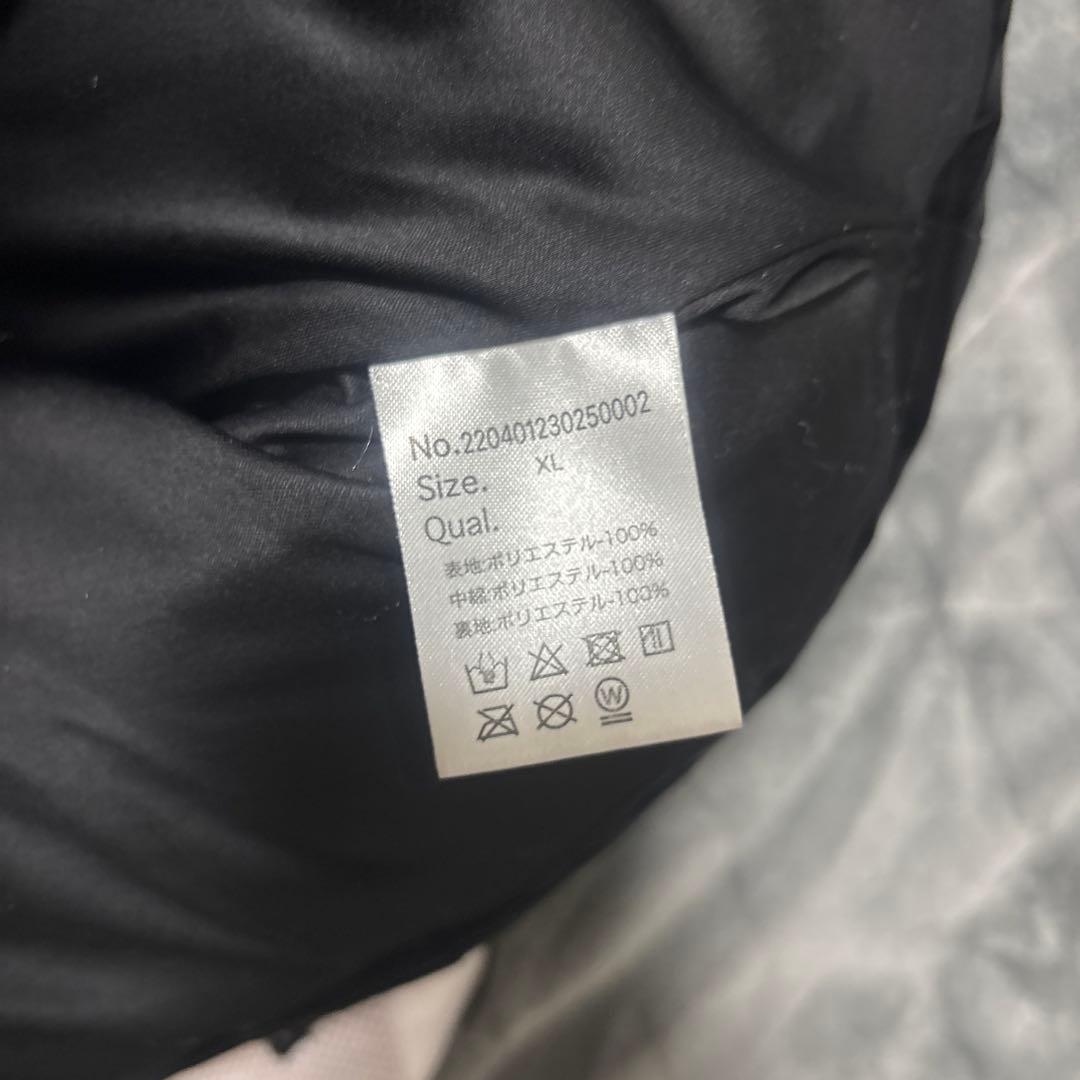 No.220401230250002
Size. XL
Qual.
表地:ポリエステル-100%
中綿:ポリエステル-100%
裏地:ポリエステル-100%
W